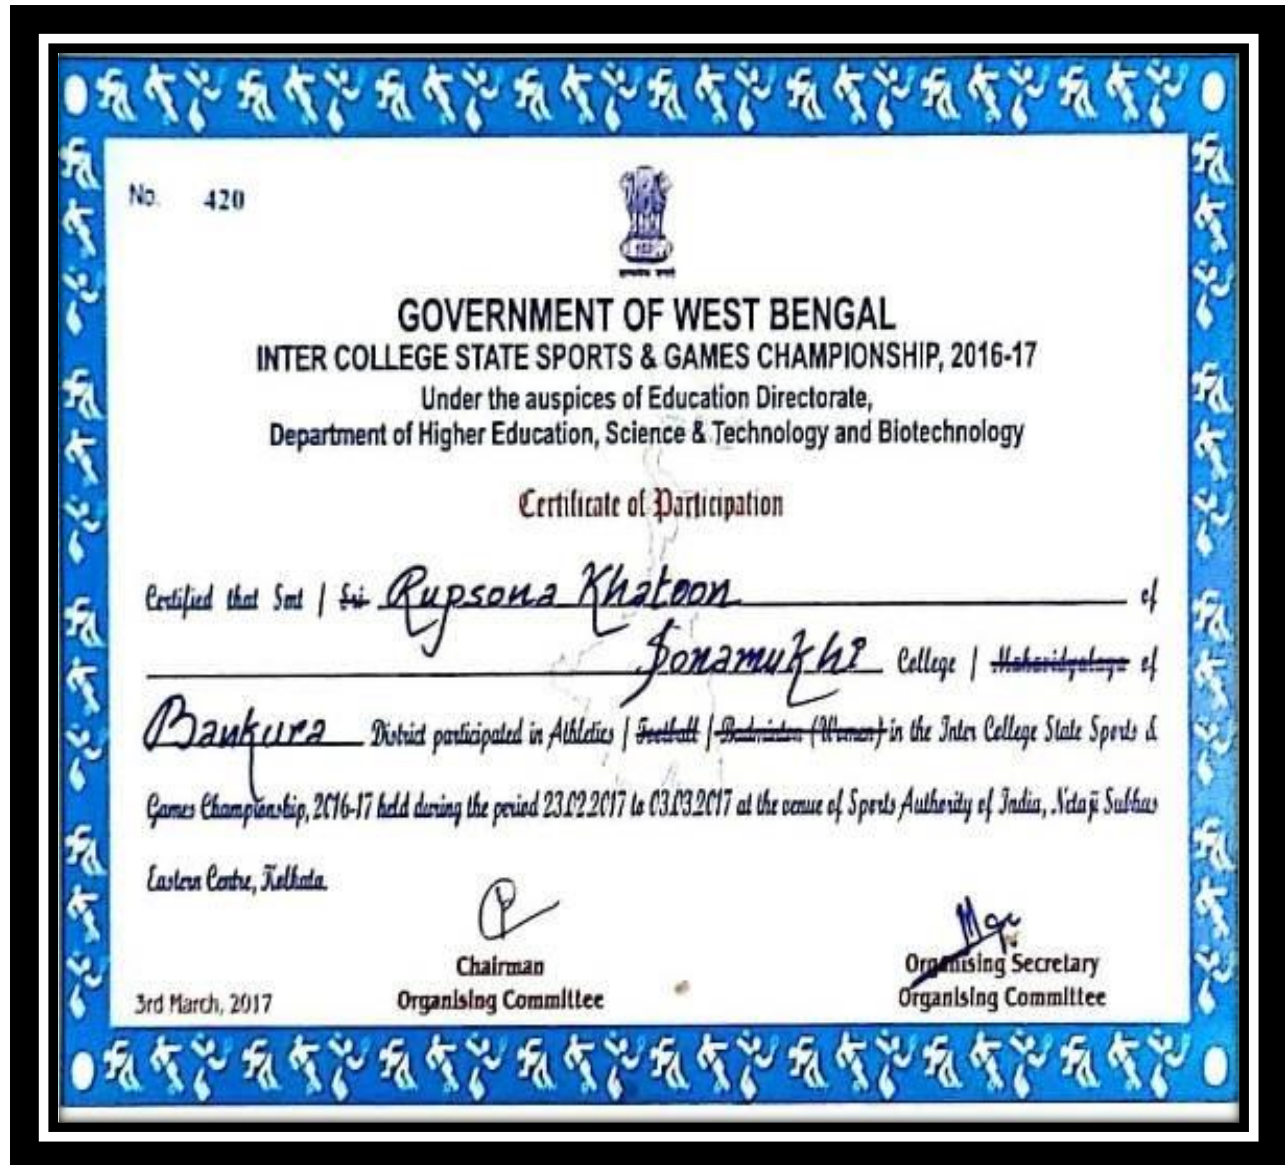 No. 420
GOVERNMENT OF WEST BENGAL
INTER COLLEGE STATE SPORTS & GAMES CHAMPIONSHIP, 2016-17
Under the auspices of Education Directorate,
Department of Higher Education, Science & Technology and Biotechnology
Certificate of Participation
Certified that Smt | Sri Rupsona Khatoon of
Sonamukhi College | Mahavidyalaya of
Bankura District participated in Athletics | Football | Badminton (Women) in the Inter College State Sports &
Games Championship, 2016-17 held during the period 23.02.2017 to 03.03.2017 at the venue of Sports Authority of India, Netaji Subhas
Eastern Centre, Kolkata.
Chairman
Organising Committee
Organising Secretary
Organising Committee
3rd March, 2017